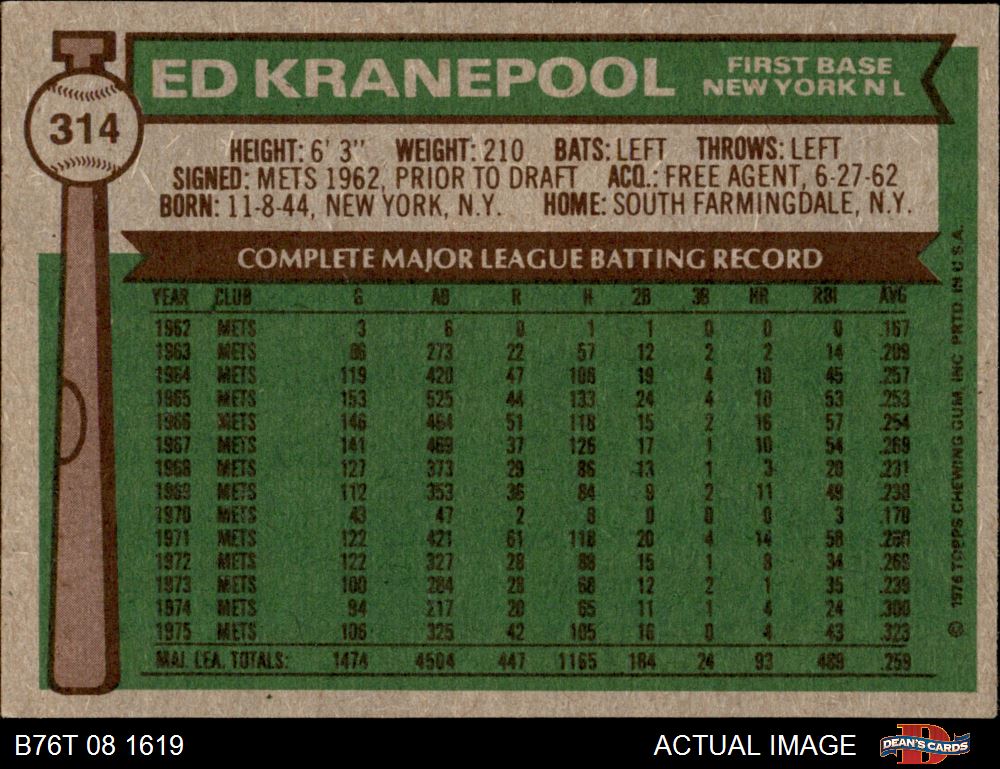 314
ED KRANEPOOL
FIRST BASE
NEW YORK N L
HEIGHT: 6' 3" WEIGHT: 210 BATS: LEFT THROWS: LEFT
SIGNED: METS 1962, PRIOR TO DRAFT ACQ.: FREE AGENT, 6-27-62
BORN: 11-8-44, NEW YORK, N.Y. HOME: SOUTH FARMINGDALE, N.Y.
COMPLETE MAJOR LEAGUE BATTING RECORD
YEAR CLUB G AB R H 2B 3B HR RBI AVG
1962 METS 3 6 0 1 1 0 0 0 .167
1963 METS 86 273 22 57 12 2 2 14 .209
1964 METS 119 420 47 108 19 4 10 45 .257
1965 METS 153 525 44 133 24 4 10 53 .253
1966 METS 146 464 51 118 15 2 16 57 .254
1967 METS 141 469 37 126 17 1 10 54 .269
1968 METS 127 373 29 86 13 1 3 20 .231
1969 METS 112 353 36 84 9 2 11 49 .238
1970 METS 43 47 2 8 0 0 0 3 .170
1971 METS 122 421 61 118 20 4 14 58 .280
1972 METS 122 327 28 88 15 1 8 34 .269
1973 METS 100 284 28 68 12 2 1 35 .239
1974 METS 94 217 20 65 11 1 4 24 .300
1975 METS 106 325 42 105 16 0 4 43 .323
MAJ. LEA. TOTALS: 1474 4504 447 1165 184 24 93 489 .259
© 1976 TOPPS CHEWING GUM, INC. PRTD. IN U.S.A.
B76T 08 1619
ACTUAL IMAGE
DEAN'S CARDS